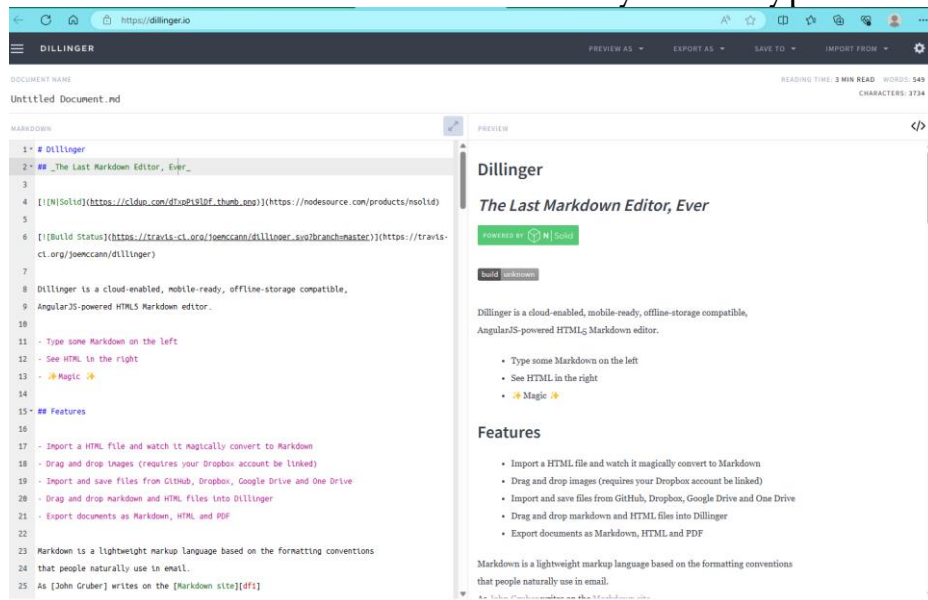 https://dillinger.io
DILLINGER
PREVIEW AS
EXPORT AS
SAVE TO
IMPORT FROM
DOCUMENT NAME
Untitled Document.md
READING TIME: 3 MIN READ WORDS: 549
CHARACTERS: 3734
MARKDOWN
1 # Dillinger
2 ## _The Last Markdown Editor, Ever_
3
4 [![N|Solid](https://cldup.com/dTxpPi9lDf.thumb.png)](https://nodesource.com/products/nsolid)
5
6 [![Build Status](https://travis-ci.org/joemccann/dillinger.svg?branch=master)](https://travis-
ci.org/joemccann/dillinger)
7
8 Dillinger is a cloud-enabled, mobile-ready, offline-storage compatible,
9 AngularJS-powered HTML5 Markdown editor.
10
11 - Type some Markdown on the left
12 - See HTML in the right
13 - ✨ Magic ✨
14
15 ## Features
16
17 - Import a HTML file and watch it magically convert to Markdown
18 - Drag and drop images (requires your Dropbox account be linked)
19 - Import and save files from GitHub, Dropbox, Google Drive and One Drive
20 - Drag and drop markdown and HTML files into Dillinger
21 - Export documents as Markdown, HTML and PDF
22
23 Markdown is a lightweight markup language based on the formatting conventions
24 that people naturally use in email.
25 As [John Gruber] writes on the [Markdown site][df1]
PREVIEW
</>
Dillinger
The Last Markdown Editor, Ever
POWERED BY N|Solid
build unknown
Dillinger is a cloud-enabled, mobile-ready, offline-storage compatible,
AngularJS-powered HTML5 Markdown editor.
• Type some Markdown on the left
• See HTML in the right
• ✨ Magic ✨
Features
• Import a HTML file and watch it magically convert to Markdown
• Drag and drop images (requires your Dropbox account be linked)
• Import and save files from GitHub, Dropbox, Google Drive and One Drive
• Drag and drop markdown and HTML files into Dillinger
• Export documents as Markdown, HTML and PDF
Markdown is a lightweight markup language based on the formatting conventions
that people naturally use in email.
As John Gruber writes on the Markdown site